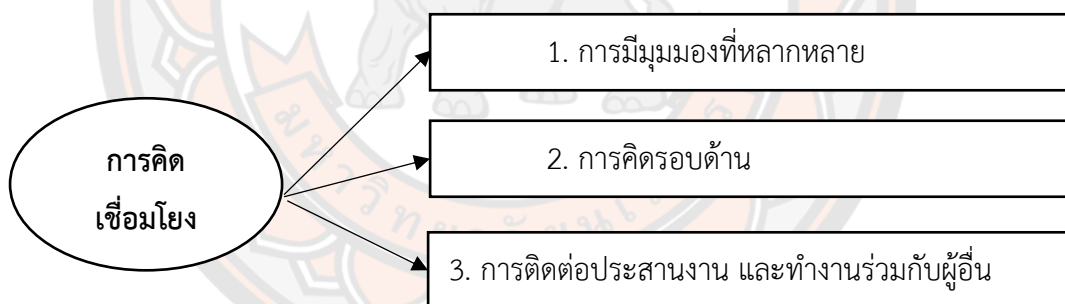 1. การมีมุมมองที่หลากหลาย
การคิด
เชื่อมโยง
2. การคิดรอบด้าน
3. การติดต่อประสานงาน และทำงานร่วมกับผู้อื่น